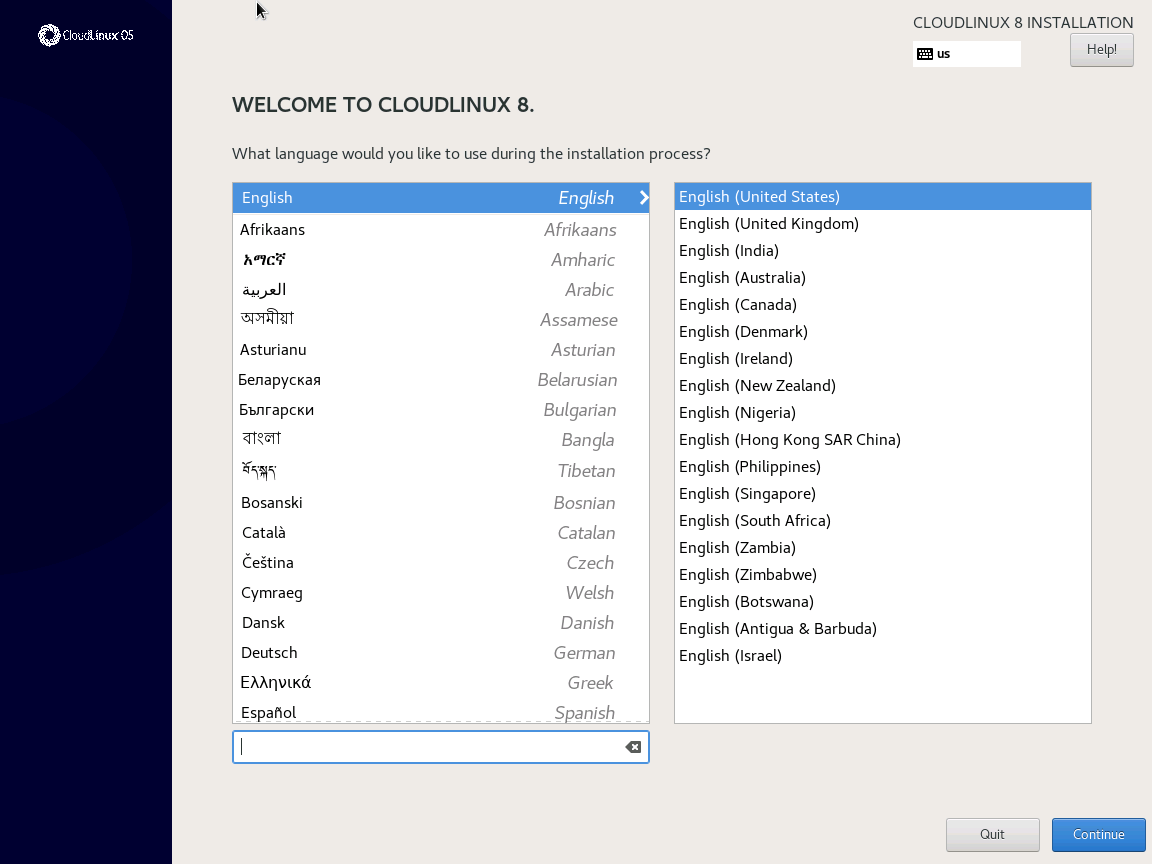 CloudLinux OS
CLOUDLINUX 8 INSTALLATION
us
Help!
WELCOME TO CLOUDLINUX 8.
What language would you like to use during the installation process?
English English
Afrikaans Afrikaans
አማርኛ Amharic
العربية Arabic
অসমীয়া Assamese
Asturianu Asturian
Беларуская Belarusian
Български Bulgarian
বাংলা Bangla
བོད་སྐད་ Tibetan
Bosanski Bosnian
Català Catalan
Čeština Czech
Cymraeg Welsh
Dansk Danish
Deutsch German
Ελληνικά Greek
Español Spanish
English (United States)
English (United Kingdom)
English (India)
English (Australia)
English (Canada)
English (Denmark)
English (Ireland)
English (New Zealand)
English (Nigeria)
English (Hong Kong SAR China)
English (Philippines)
English (Singapore)
English (South Africa)
English (Zambia)
English (Zimbabwe)
English (Botswana)
English (Antigua & Barbuda)
English (Israel)
Quit
Continue